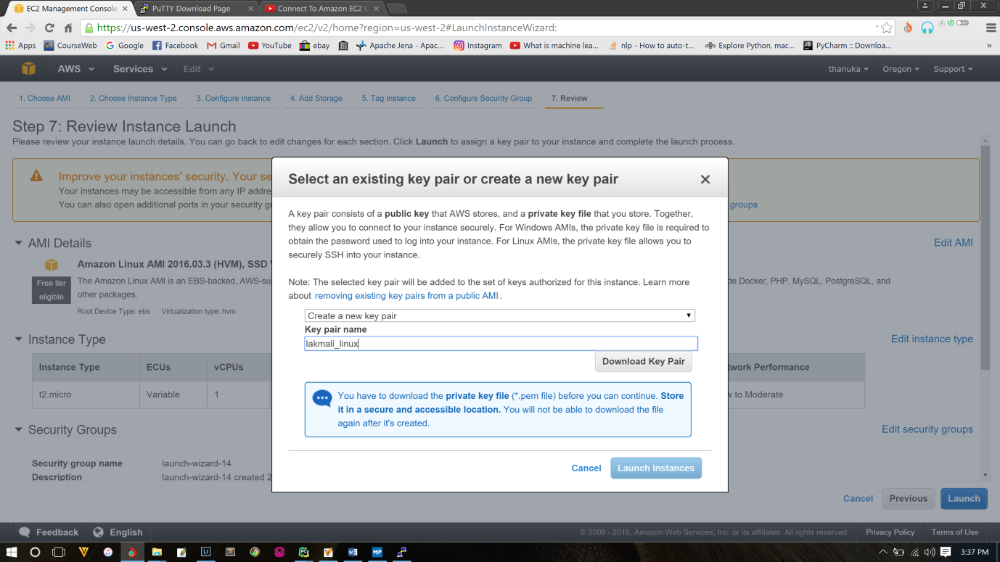 EC2 Management Console
PuTTY Download Page
Connect To Amazon EC2
https://us-west-2.console.aws.amazon.com/ec2/v2/home?region=us-west-2#LaunchInstanceWizard:
Apps CourseWeb Google Facebook Gmail YouTube ebay Apache Jena - Apac... Instagram What is machine lea... nlp - How to auto-t... Explore Python, mac... PyCharm :: Downloa... »
AWS Services Edit thanuka Oregon Support
1. Choose AMI 2. Choose Instance Type 3. Configure Instance 4. Add Storage 5. Tag Instance 6. Configure Security Group 7. Review
Step 7: Review Instance Launch
Please review your instance launch details. You can go back to edit changes for each section. Click Launch to assign a key pair to your instance and complete the launch process.
Improve your instances' security. Your se
Your instances may be accessible from any IP addre
You can also open additional ports in your security gr
groups
AMI Details
Edit AMI
Amazon Linux AMI 2016.03.3 (HVM), SSD
Free tier
eligible
The Amazon Linux AMI is an EBS-backed, AWS-su
de Docker, PHP, MySQL, PostgreSQL, and
other packages.
Root Device Type: ebs Virtualization type: hvm
Instance Type
Edit instance type
Instance Type ECUs vCPUs
twork Performance
t2.micro Variable 1
w to Moderate
Security Groups
Edit security groups
Security group name launch-wizard-14
Description launch-wizard-14 created 2
Select an existing key pair or create a new key pair
A key pair consists of a public key that AWS stores, and a private key file that you store. Together,
they allow you to connect to your instance securely. For Windows AMIs, the private key file is required to
obtain the password used to log into your instance. For Linux AMIs, the private key file allows you to
securely SSH into your instance.
Note: The selected key pair will be added to the set of keys authorized for this instance. Learn more
about removing existing key pairs from a public AMI.
Create a new key pair
Key pair name
lakmali_linux
Download Key Pair
You have to download the private key file (*.pem file) before you can continue. Store
it in a secure and accessible location. You will not be able to download the file
again after it's created.
Cancel Launch Instances
Cancel Previous Launch
Feedback English © 2008 - 2016, Amazon Web Services, Inc. or its affiliates. All rights reserved. Privacy Policy Terms of Use
3:37 PM